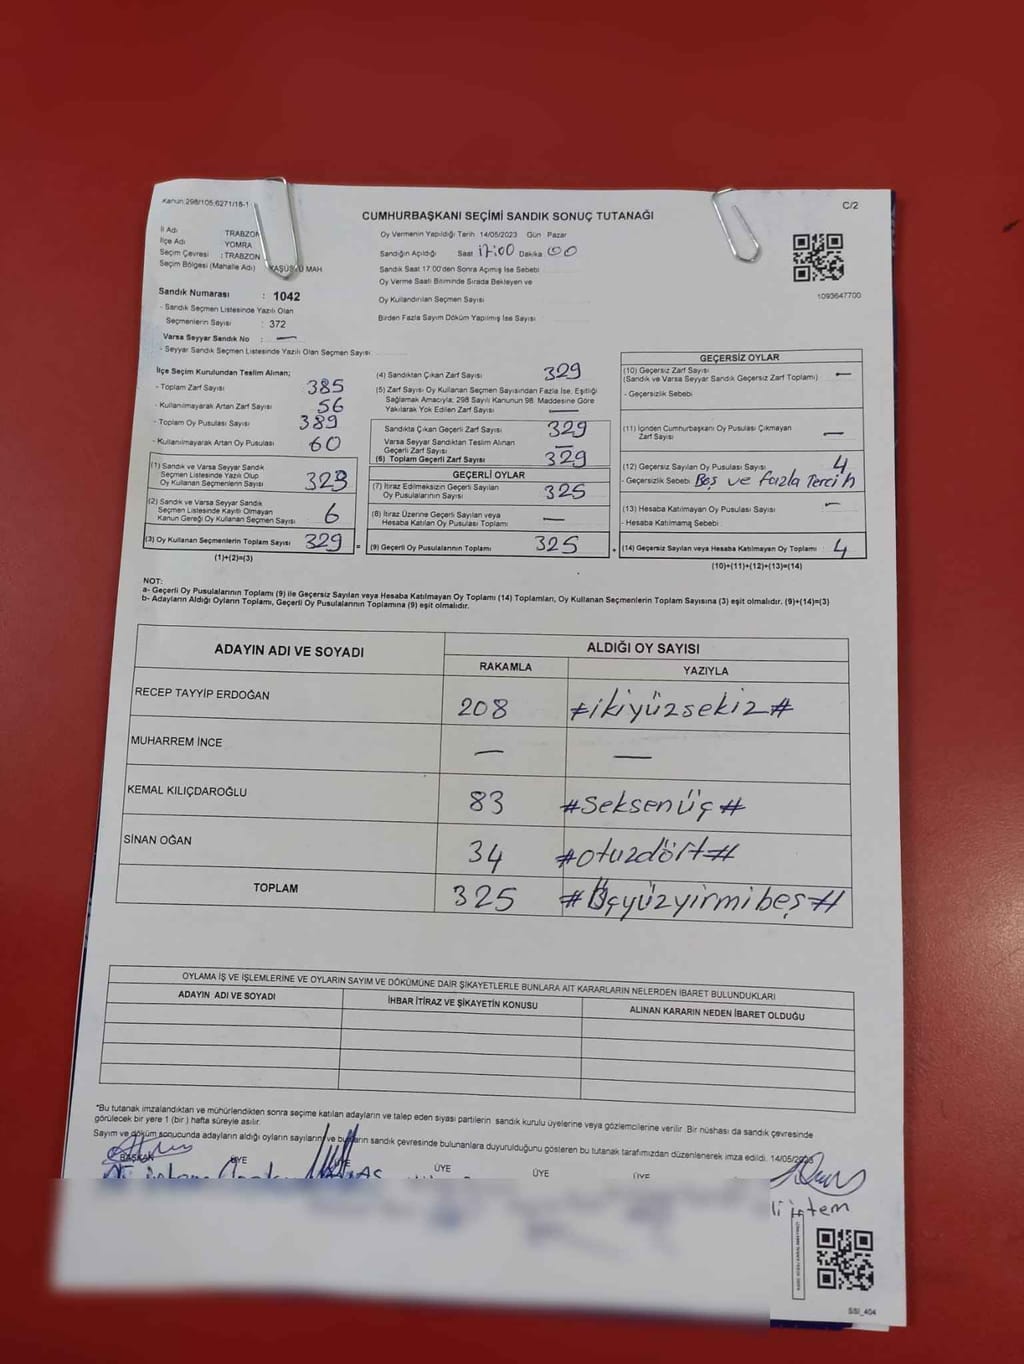 Kanun:298/105,6271/18-1
C/2
CUMHURBAŞKANI SEÇİMİ SANDIK SONUÇ TUTANAĞI
İl Adı TRABZON
İlçe Adı YOMRA
Seçim Çevresi : TRABZON
Seçim Bölgesi (Mahalle Adı) MAH
Oy Vermenin Yapıldığı Tarih 14/05/2023 Gün Pazar
Sandığın Açıldığı Saat 17:00 Dakika 00
Sandık Saat 17:00'den Sonra Açımış İse Sebebi
Oy Verme Saati Bitiminde Sırada Bekleyen ve
Oy Kullandırılan Seçmen Sayısı
Birden Fazla Sayım Döküm Yapılmış İse Sayısı
1093647700
Sandık Numarası : 1042
- Sandık Seçmen Listesinde Yazılı Olan
Seçmenlerin Sayısı : 372
Varsa Seyyar Sandık No : —
- Seyyar Sandık Seçmen Listesinde Yazılı Olan Seçmen Sayısı
İlçe Seçim Kurulundan Teslim Alınan;
- Toplam Zarf Sayısı 385
- Kullanılmayarak Artan Zarf Sayısı 56
- Toplam Oy Pusulası Sayısı 389
- Kullanılmayarak Artan Oy Pusulası 60
(1) Sandık ve Varsa Seyyar Sandık
Seçmen Listesinde Yazılı Olup
Oy Kullanan Seçmenlerin Sayısı 323
(2) Sandık ve Varsa Seyyar Sandık
Seçmen Listesinde Kayıtlı Olmayan
Kanun Gereği Oy Kullanan Seçmen Sayısı 6
(3) Oy Kullanan Seçmenlerin Toplam Sayısı 329
(1)+(2)=(3)
(4) Sandıktan Çıkan Zarf Sayısı 329
(5) Zarf Sayısı Oy Kullanan Seçmen Sayısından Fazla İse, Eşitliği
Sağlamak Amacıyla; 298 Sayılı Kanunun 98. Maddesine Göre
Yakılarak Yok Edilen Zarf Sayısı —
Sandıkta Çıkan Geçerli Zarf Sayısı 329
Varsa Seyyar Sandıktan Teslim Alınan
Geçerli Zarf Sayısı —
(6) Toplam Geçerli Zarf Sayısı 329
GEÇERLİ OYLAR
(7) İtiraz Edilmeksizin Geçerli Sayılan
Oy Pusulalarının Sayısı 325
(8) İtiraz Üzerine Geçerli Sayılan veya
Hesaba Katılan Oy Pusulası Toplamı —
(9) Geçerli Oy Pusulalarının Toplamı 325
GEÇERSİZ OYLAR
(10) Geçersiz Zarf Sayısı —
(Sandık ve Varsa Seyyar Sandık Geçersiz Zarf Toplamı)
- Geçersizlik Sebebi
(11) İçinden Cumhurbaşkanı Oy Pusulası Çıkmayan
Zarf Sayısı —
(12) Geçersiz Sayılan Oy Pusulası Sayısı 4
- Geçersizlik Sebebi Boş ve fazla Tercih
(13) Hesaba Katılmayan Oy Pusulası Sayısı —
- Hesaba Katılmama Sebebi
(14) Geçersiz Sayılan veya Hesaba Katılmayan Oy Toplamı 4
(10)+(11)+(12)+(13)=(14)
NOT:
a- Geçerli Oy Pusulalarının Toplamı (9) ile Geçersiz Sayılan veya Hesaba Katılmayan Oy Toplamı (14) Toplamları, Oy Kullanan Seçmenlerin Toplam Sayısına (3) eşit olmalıdır. (9)+(14)=(3)
b- Adayların Aldığı Oyların Toplamı, Geçerli Oy Pusulalarının Toplamına (9) eşit olmalıdır.
ADAYIN ADI VE SOYADI ALDIĞI OY SAYISI
RAKAMLA YAZIYLA
RECEP TAYYİP ERDOĞAN 208 #ikiyüzsekiz#
MUHARREM İNCE — —
KEMAL KILIÇDAROĞLU 83 #Seksenüç#
SİNAN OĞAN 34 #otuzdört#
TOPLAM 325 #Üçyüzyirmibeş#
OYLAMA İŞ VE İŞLEMLERİNE VE OYLARIN SAYIM VE DÖKÜMÜNE DAİR ŞİKAYETLERLE BUNLARA AİT KARARLARIN NELERDEN İBARET BULUNDUKLARI
ADAYIN ADI VE SOYADI İHBAR İTİRAZ VE ŞİKAYETİN KONUSU ALINAN KARARIN NEDEN İBARET OLDUĞU
*Bu tutanak imzalandıktan ve mühürlendikten sonra seçime katılan adayların ve talep eden siyasi partilerin sandık kurulu üyelerine veya gözlemcilerine verilir. Bir nüshası da sandık çevresinde
görülecek bir yere 1 (bir) hafta süreyle asılır.
Sayım ve döküm sonucunda adayların aldığı oyların sayılarını ve bunların sandık çevresinde bulunanlara duyurulduğunu gösteren bu tutanak tarafımızdan düzenlenerek imza edildi. 14/05/2023
BAŞKAN ÜYE ÜYE ÜYE ÜYE ÜYE
SSİ_404